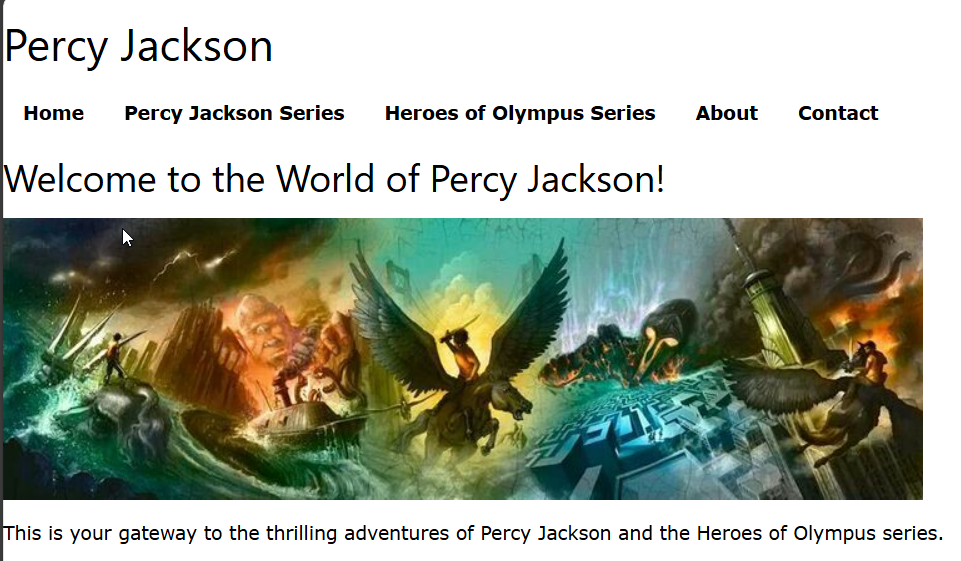 Percy Jackson
Home Percy Jackson Series Heroes of Olympus Series About Contact
Welcome to the World of Percy Jackson!
This is your gateway to the thrilling adventures of Percy Jackson and the Heroes of Olympus series.